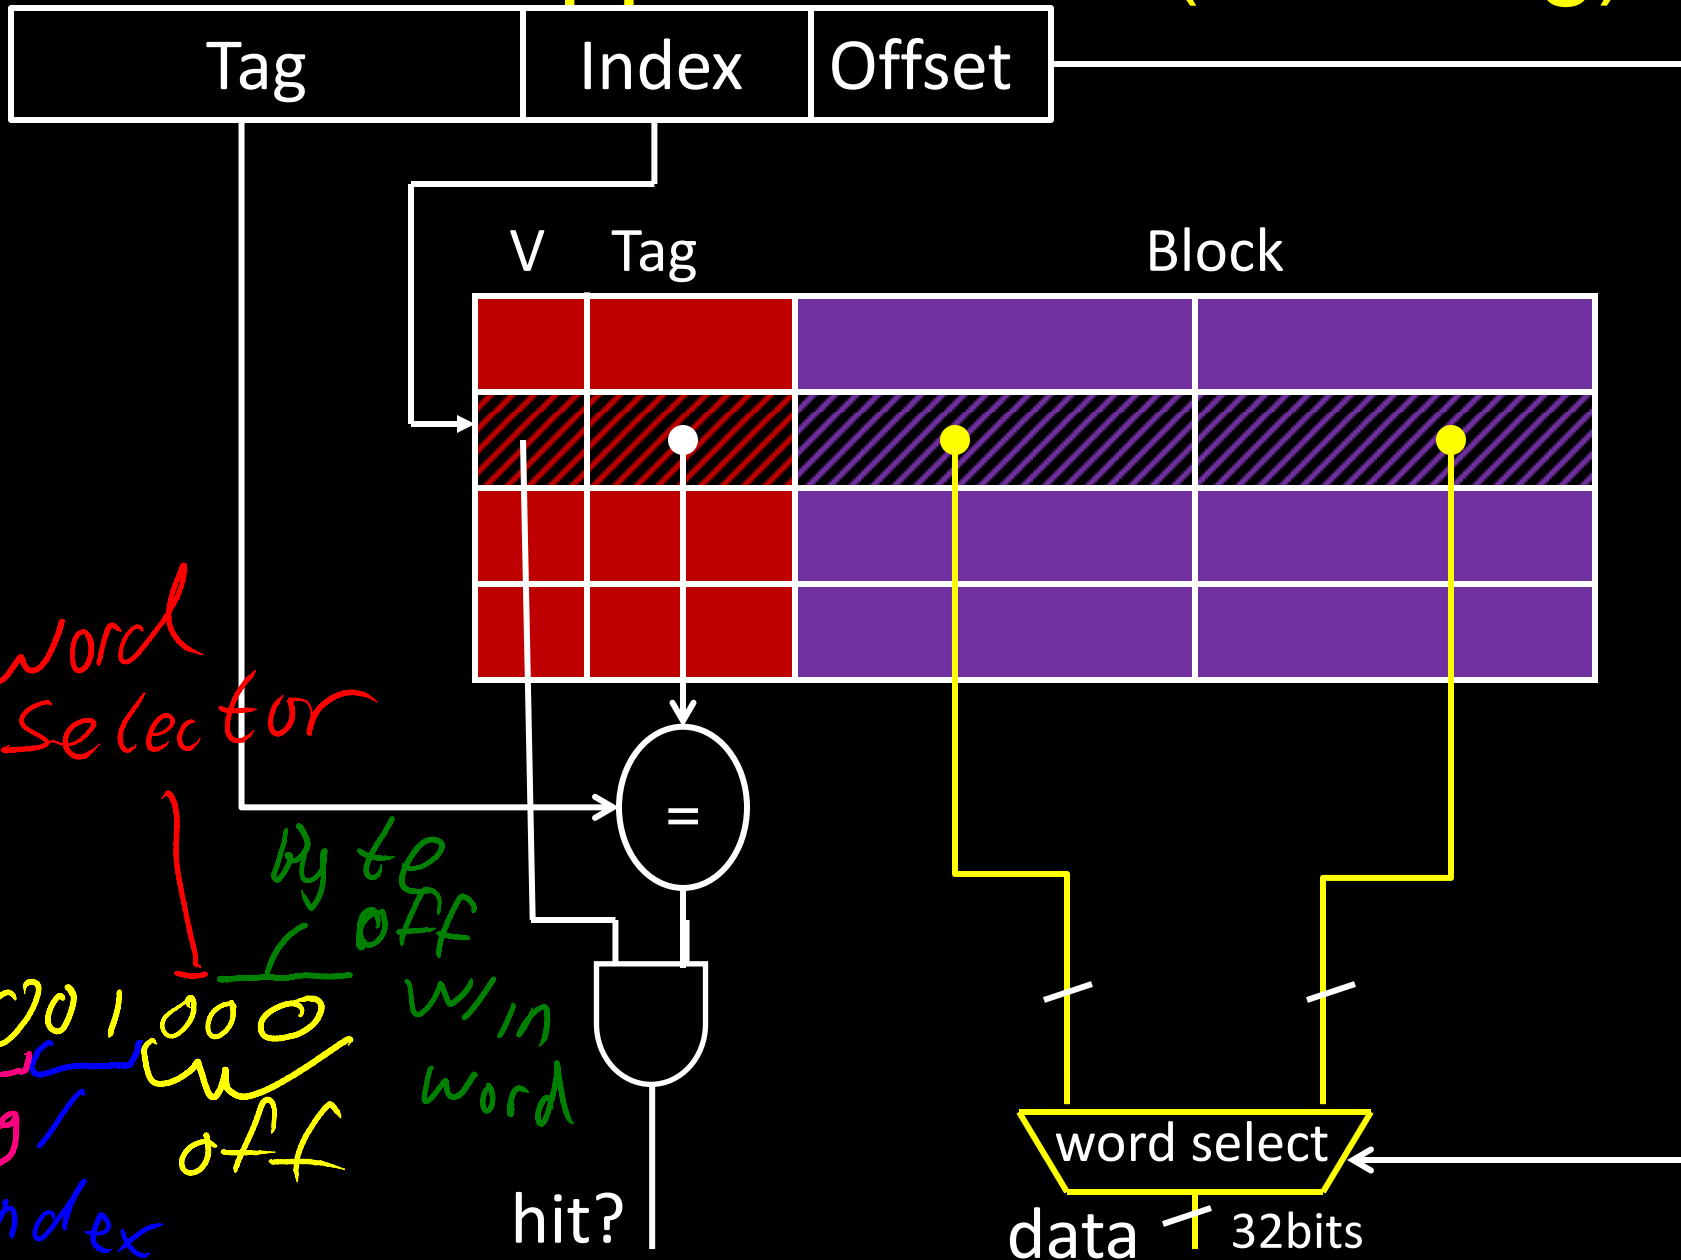 Tag Index Offset
V Tag Block
word
selector
=
Byte
off
w/in
word
001000
off
word select
hit?
data 32bits